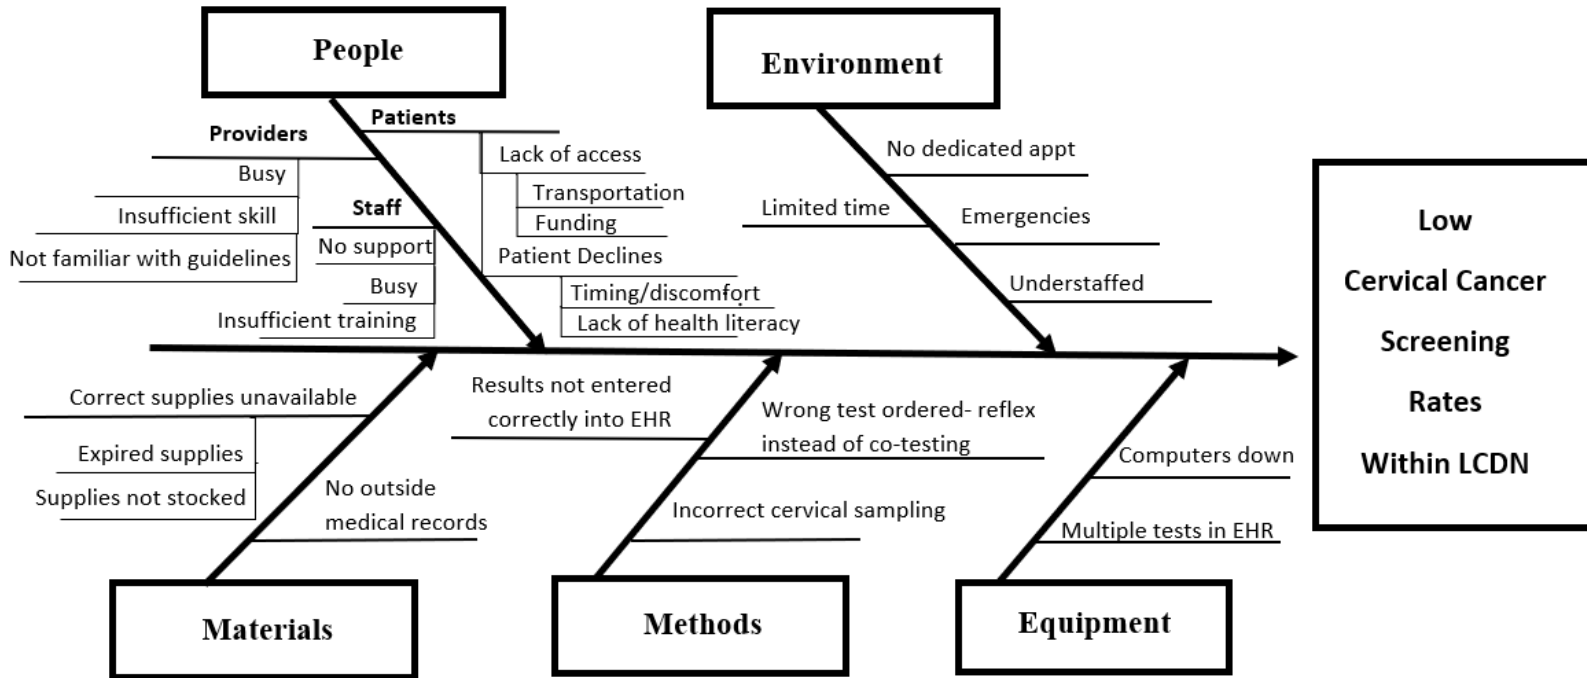 People
Environment
Providers
Busy
Insufficient skill
Not familiar with guidelines
Patients
Lack of access
Transportation
Funding
Patient Declines
Timing/discomfort
Lack of health literacy
Staff
No support
Busy
Insufficient training
No dedicated appt
Limited time
Emergencies
Understaffed
Low
Cervical Cancer
Screening
Rates
Within LCDN
Correct supplies unavailable
Expired supplies
Supplies not stocked
No outside
medical records
Results not entered
correctly into EHR
Wrong test ordered- reflex
instead of co-testing
Incorrect cervical sampling
Computers down
Multiple tests in EHR
Materials
Methods
Equipment